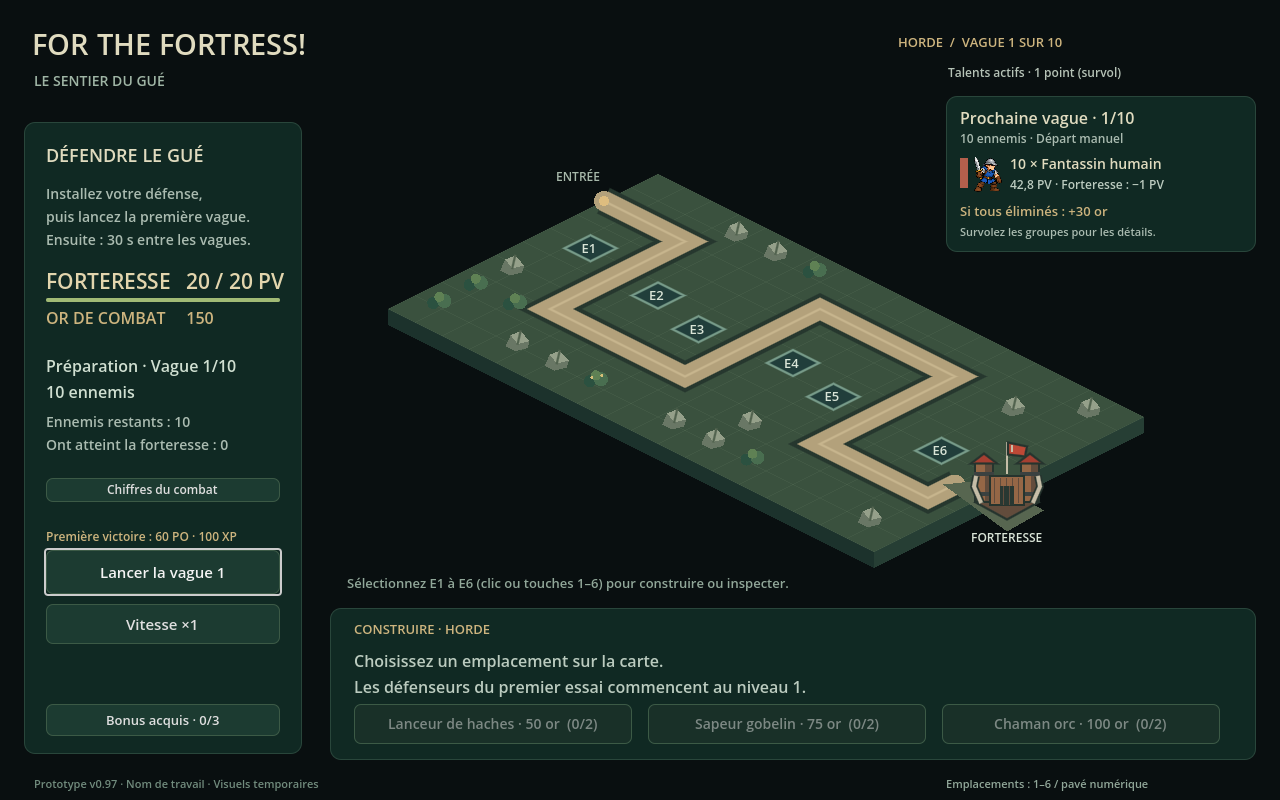 FOR THE FORTRESS!
LE SENTIER DU GUÉ
HORDE / VAGUE 1 SUR 10
Talents actifs · 1 point (survol)
Prochaine vague · 1/10
10 ennemis · Départ manuel
10 × Fantassin humain
42,8 PV · Forteresse : −1 PV
Si tous éliminés : +30 or
Survolez les groupes pour les détails.
DÉFENDRE LE GUÉ
Installez votre défense,
puis lancez la première vague.
Ensuite : 30 s entre les vagues.
FORTERESSE 20 / 20 PV
OR DE COMBAT 150
Préparation · Vague 1/10
10 ennemis
Ennemis restants : 10
Ont atteint la forteresse : 0
Chiffres du combat
Première victoire : 60 PO · 100 XP
Lancer la vague 1
Vitesse ×1
Bonus acquis · 0/3
ENTRÉE
E1
E2
E3
E4
E5
E6
FORTERESSE
Sélectionnez E1 à E6 (clic ou touches 1–6) pour construire ou inspecter.
CONSTRUIRE · HORDE
Choisissez un emplacement sur la carte.
Les défenseurs du premier essai commencent au niveau 1.
Lanceur de haches · 50 or (0/2)
Sapeur gobelin · 75 or (0/2)
Chaman orc · 100 or (0/2)
Prototype v0.97 · Nom de travail · Visuels temporaires
Emplacements : 1–6 / pavé numérique